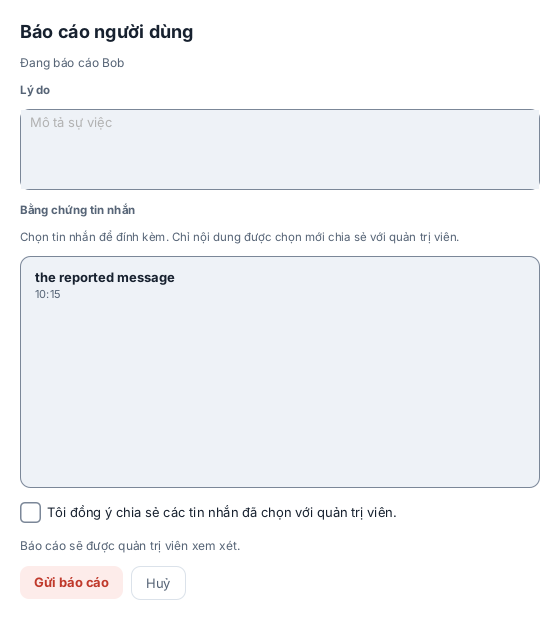 Báo cáo người dùng
Đang báo cáo Bob
Lý do
Mô tả sự việc
Bằng chứng tin nhắn
Chọn tin nhắn để đính kèm. Chỉ nội dung được chọn mới chia sẻ với quản trị viên.
the reported message
10:15
Tôi đồng ý chia sẻ các tin nhắn đã chọn với quản trị viên.
Báo cáo sẽ được quản trị viên xem xét.
Gửi báo cáo
Huỷ